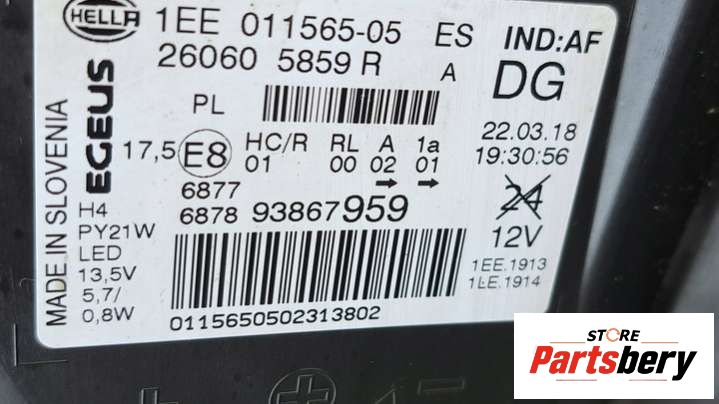 HELLA 1EE 011565-05 ES IND:AF
26060 5859 R A DG
PL
22.03.18
17,5 E8 HC/R RL A 1a 19:30:56
01 00 02 01
6877
6878 93867959 24
H4
PY21W
LED
13,5V
5,7/
0,8W
12V
1EE.1913
1LE.1914
0115650502313802
MADE IN SLOVENIA
EGEUS
STORE
Partsbery